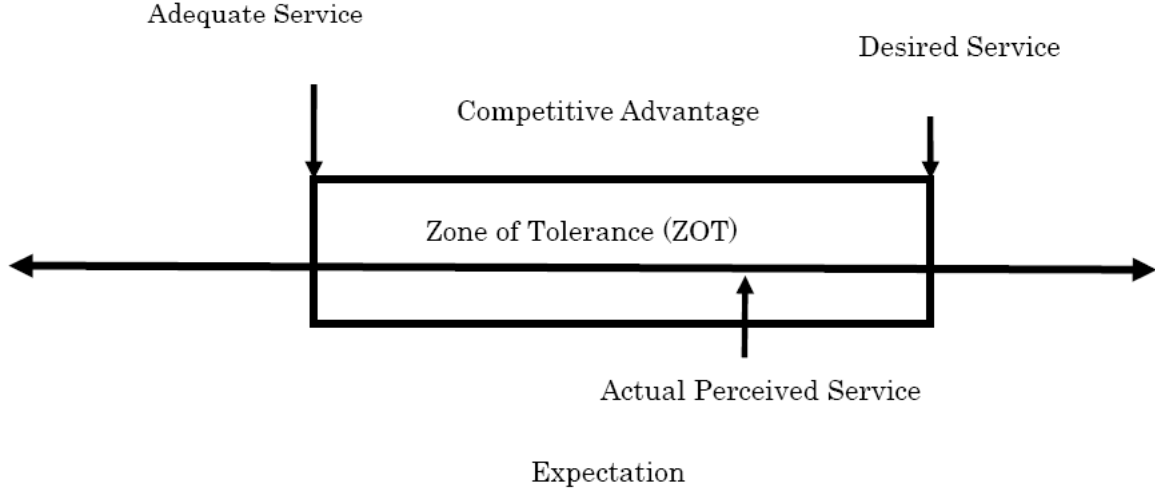 Adequate Service
Desired Service
Competitive Advantage
Zone of Tolerance (ZOT)
Actual Perceived Service
Expectation